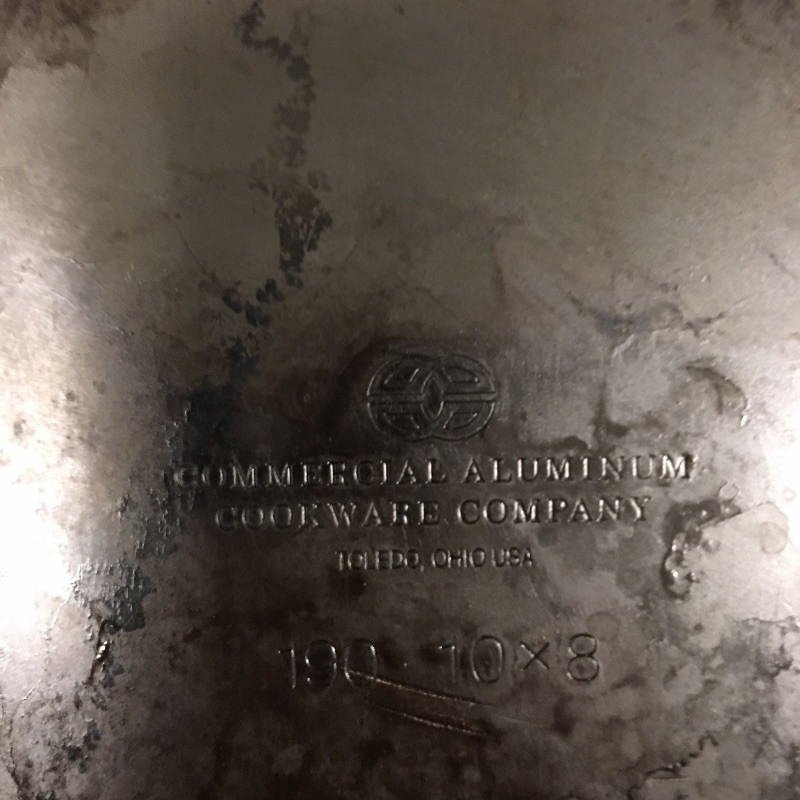 COMMERCIAL ALUMINUM
COOKWARE COMPANY
TOLEDO, OHIO USA
190 10×8